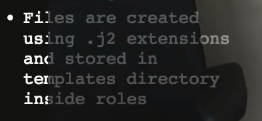 • Files are created
using .j2 extensions
and stored in
templates directory
inside roles